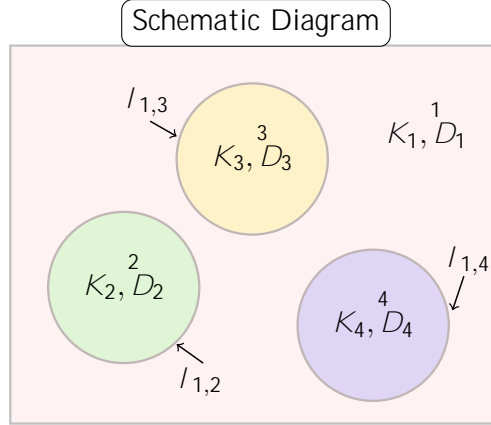 Schematic Diagram
I1,3
1
K1, D1
3
K3, D3
2
K2, D2
I1,4
4
K4, D4
I1,2